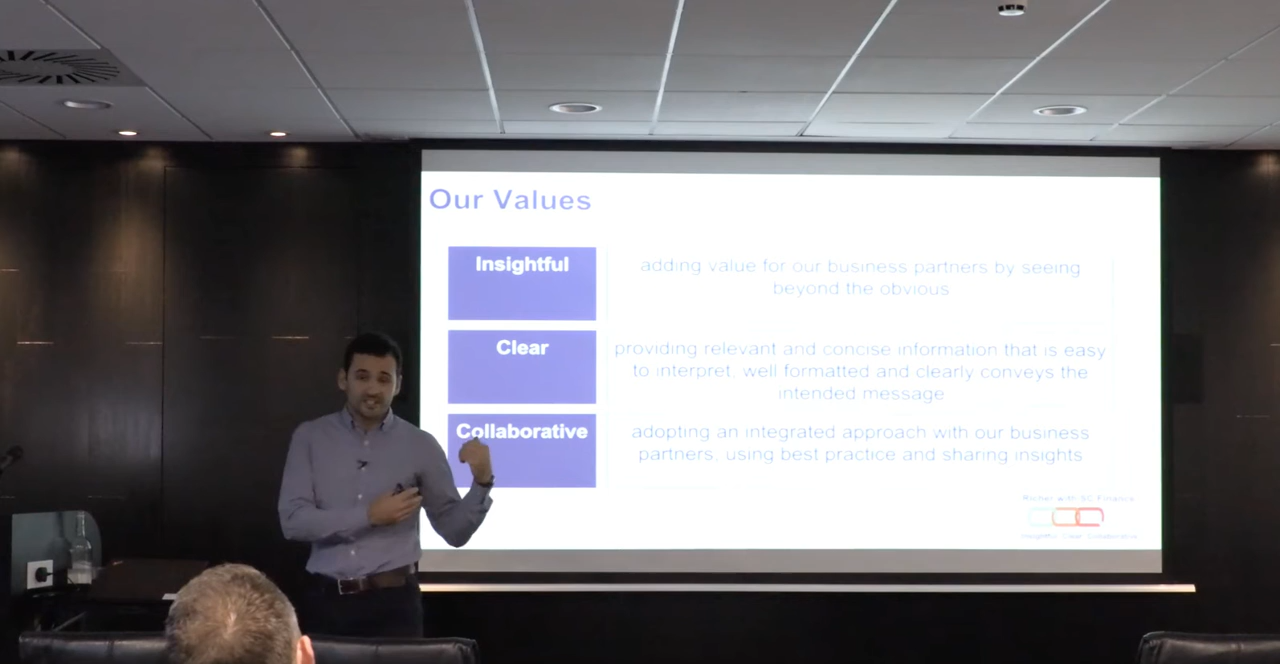 Our Values
Insightful
adding value for our business partners by seeing
beyond the obvious
Clear
providing relevant and concise information that is easy
to interpret, well formatted and clearly conveys the
intended message
Collaborative
adopting an integrated approach with our business
partners, using best practice and sharing insights
Richer with SC Finance
Insightful Clear Collaborative